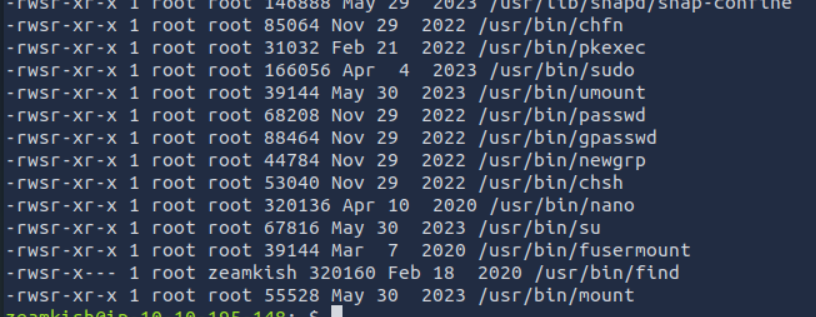 -rwsr-xr-x 1 root root 146888 May 29  2023 /usr/lib/snapd/snap-confine
-rwsr-xr-x 1 root root 85064 Nov 29  2022 /usr/bin/chfn
-rwsr-xr-x 1 root root 31032 Feb 21  2022 /usr/bin/pkexec
-rwsr-xr-x 1 root root 166056 Apr  4  2023 /usr/bin/sudo
-rwsr-xr-x 1 root root 39144 May 30  2023 /usr/bin/umount
-rwsr-xr-x 1 root root 68208 Nov 29  2022 /usr/bin/passwd
-rwsr-xr-x 1 root root 88464 Nov 29  2022 /usr/bin/gpasswd
-rwsr-xr-x 1 root root 44784 Nov 29  2022 /usr/bin/newgrp
-rwsr-xr-x 1 root root 53040 Nov 29  2022 /usr/bin/chsh
-rwsr-xr-x 1 root root 320136 Apr 10  2020 /usr/bin/nano
-rwsr-xr-x 1 root root 67816 May 30  2023 /usr/bin/su
-rwsr-xr-x 1 root root 39144 Mar  7  2020 /usr/bin/fusermount
-rwsr-x--- 1 root zeamkish 320160 Feb 18  2020 /usr/bin/find
-rwsr-xr-x 1 root root 55528 May 30  2023 /usr/bin/mount
zeamkish@ip-10-10-195-148:~$